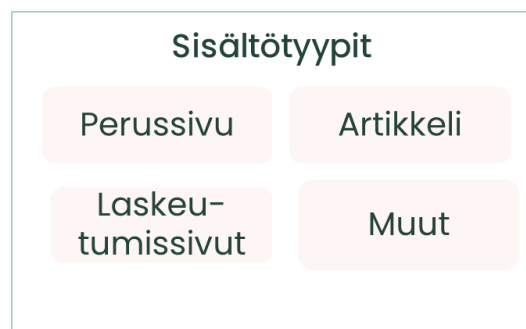 Sisältötyypit
Perussivu
Artikkeli
Laskeu-
tumissivut
Muut